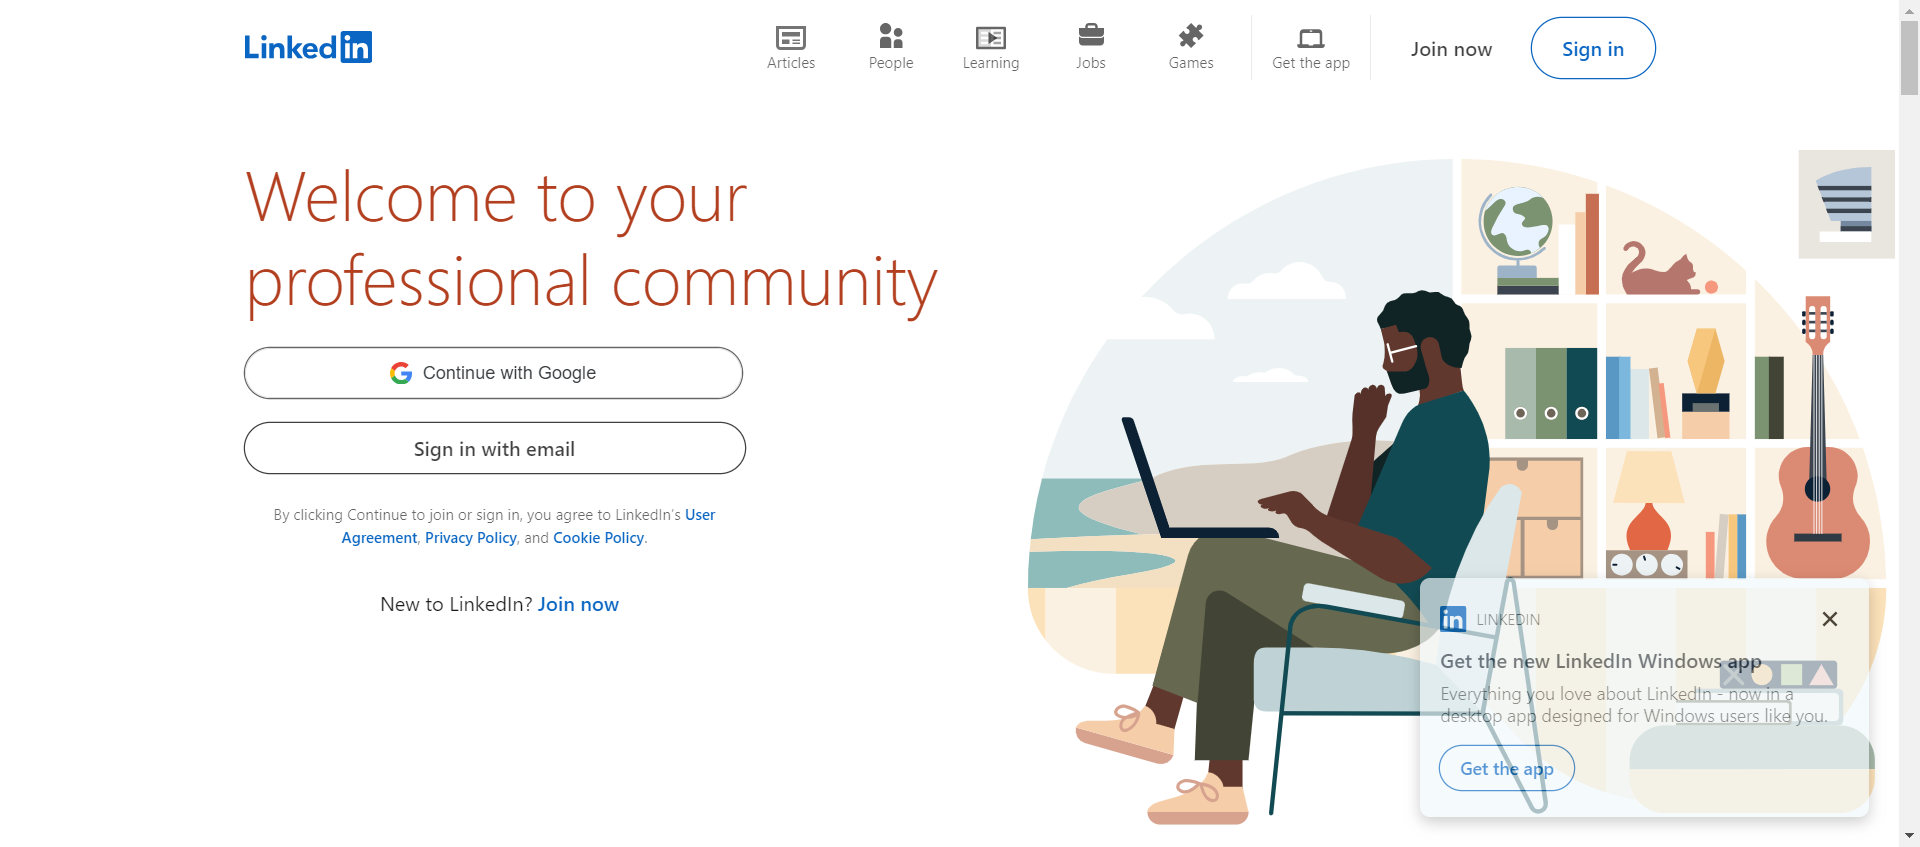 Linked in
Articles
People
Learning
Jobs
Games
Get the app
Join now
Sign in
Welcome to your
professional community
Continue with Google
Sign in with email
By clicking Continue to join or sign in, you agree to LinkedIn's User
Agreement, Privacy Policy, and Cookie Policy.
New to LinkedIn? Join now
in LINKEDIN
Get the new LinkedIn Windows app
Everything you love about LinkedIn - now in a
desktop app designed for Windows users like you.
Get the app